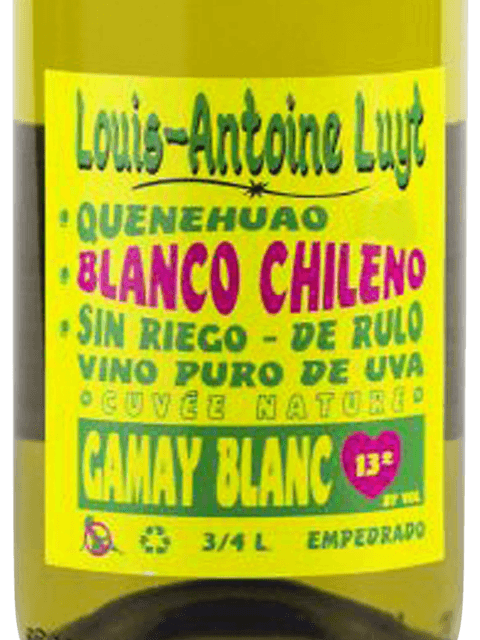 Louis-Antoine Luyt
• QUENEHUAO
• BLANCO CHILENO
• SIN RIEGO - DE RULO
VINO PURO DE UVA
• CUVÉE NATURE •
GAMAY BLANC 13º
BY VOL
3/4 L EMPEDRADO